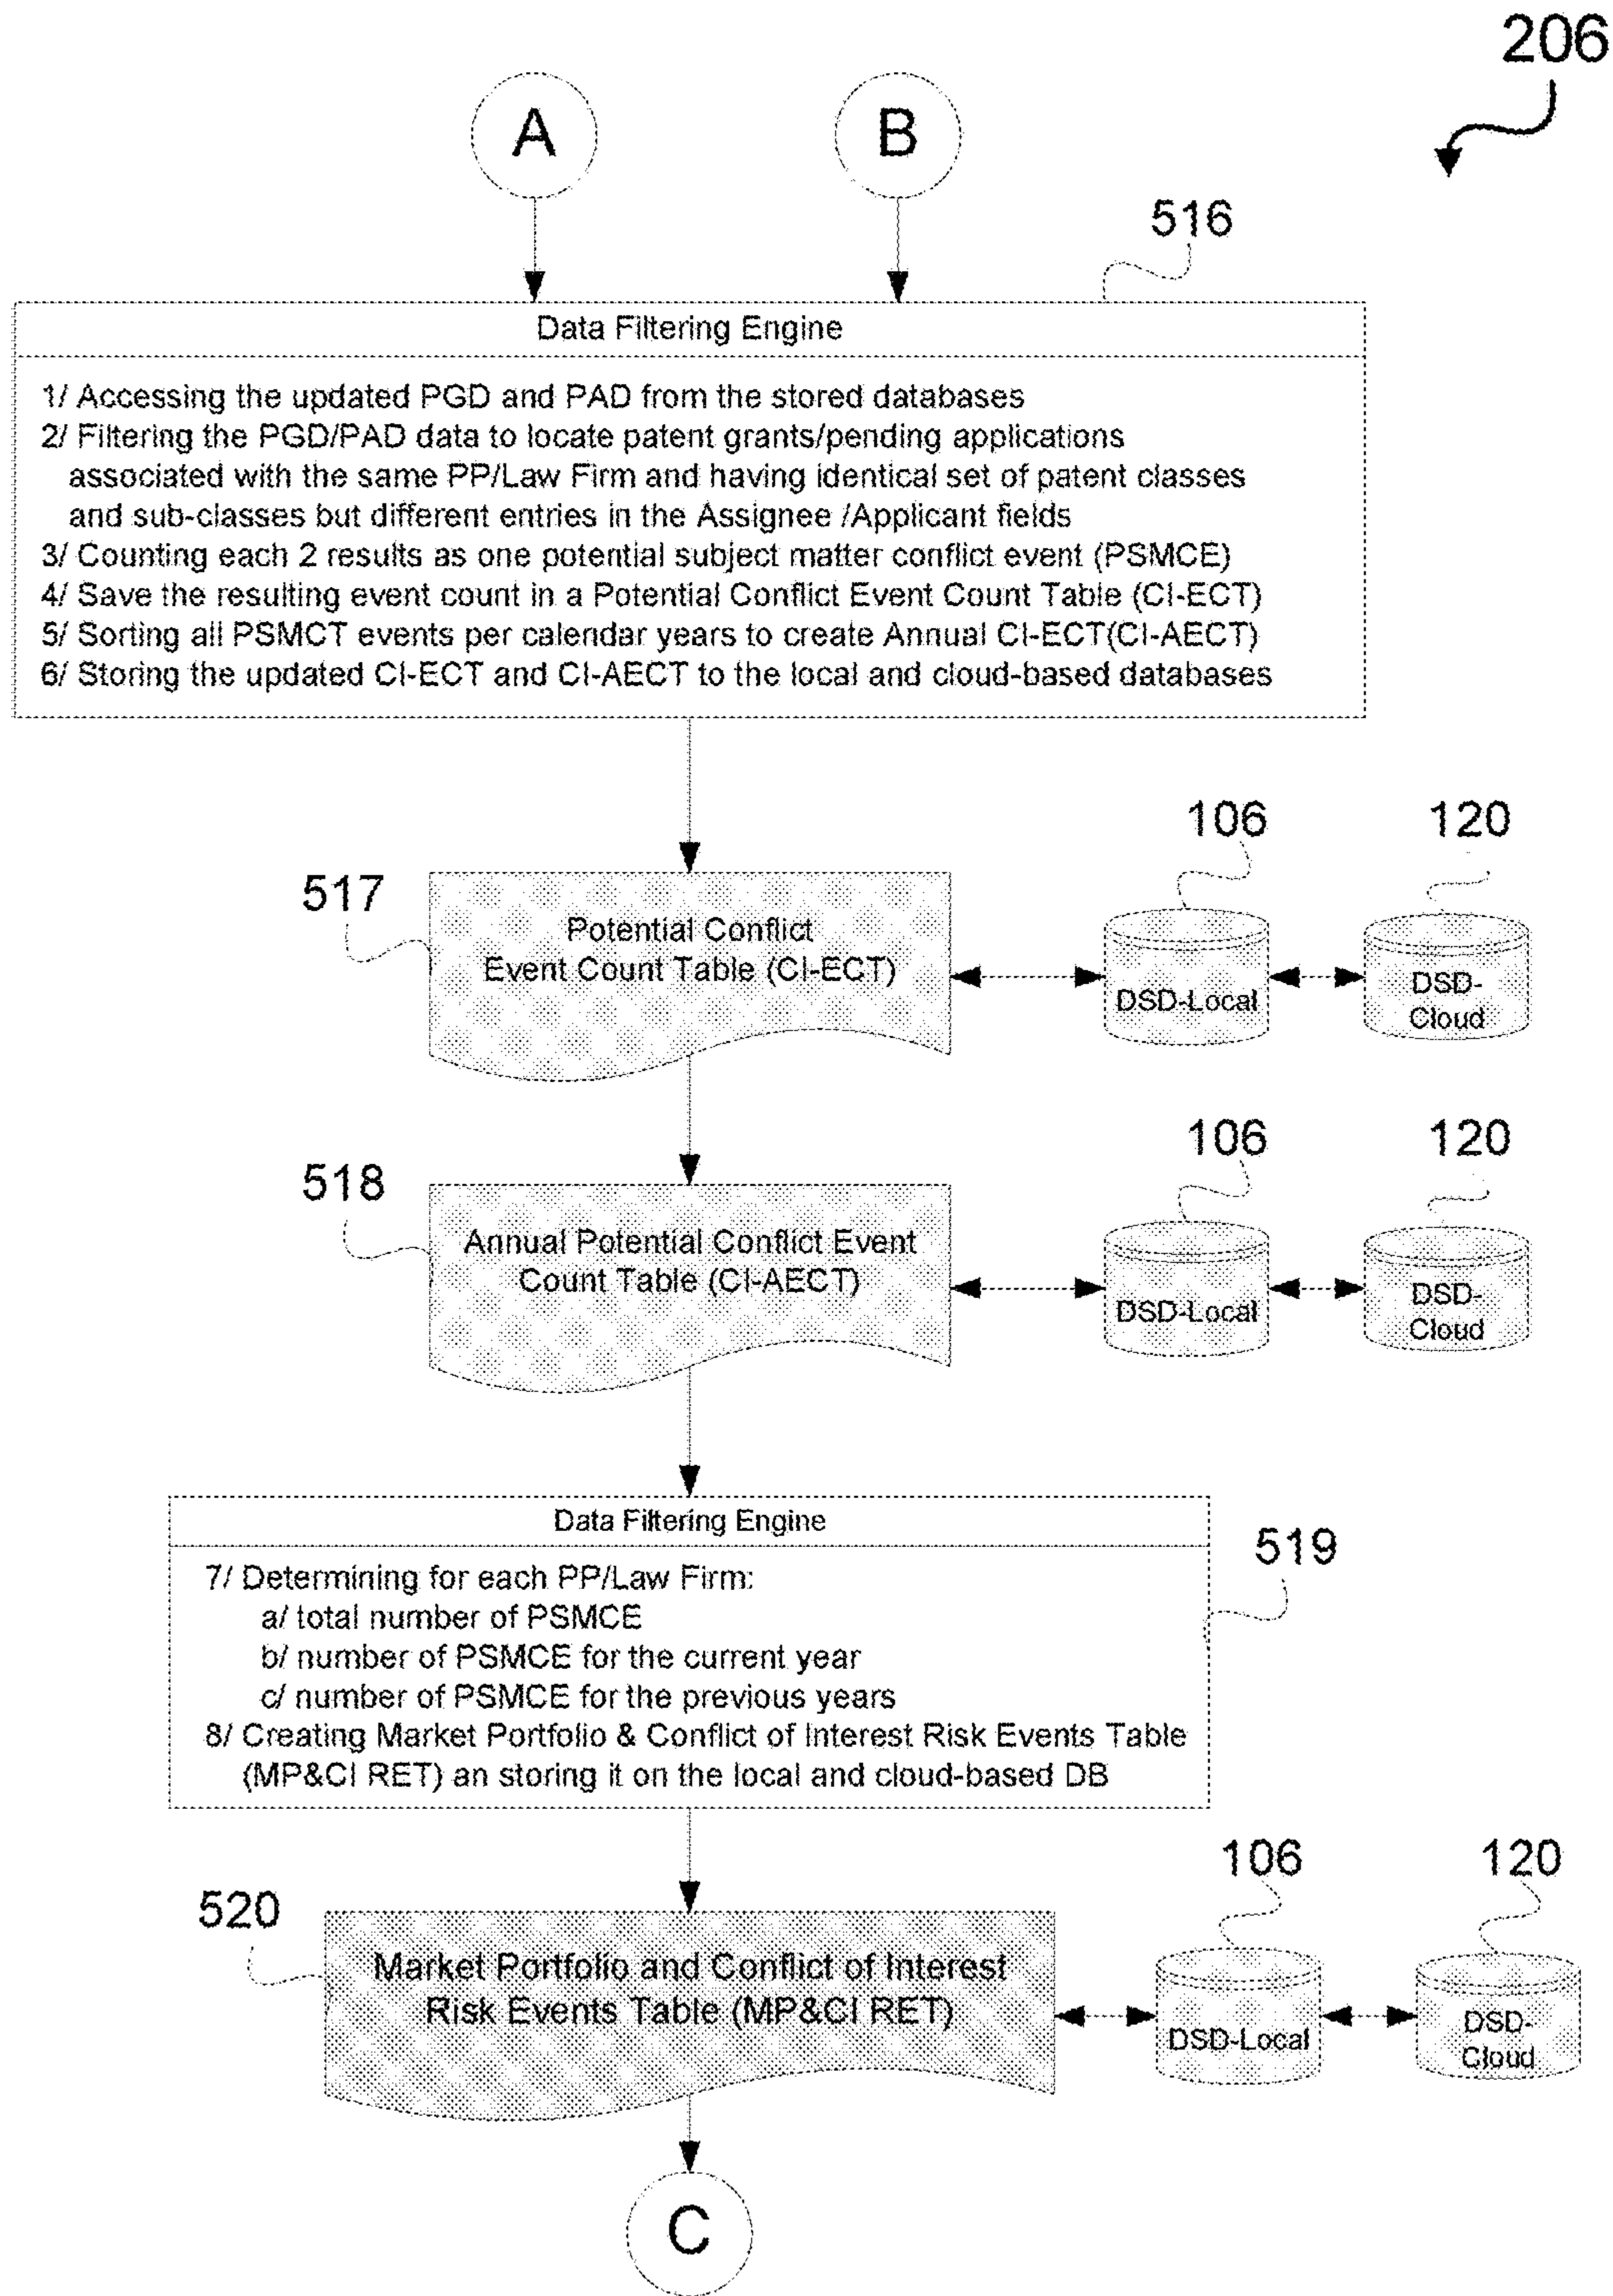 206
A
B
516
Data Filtering Engine
1/ Accessing the updated PGD and PAD from the stored databases
2/ Filtering the PGD/PAD data to locate patent grants/pending applications
associated with the same PP/Law Firm and having identical set of patent classes
and sub-classes but different entries in the Assignee /Applicant fields
3/ Counting each 2 results as one potential subject matter conflict event (PSMCE)
4/ Save the resulting event count in a Potential Conflict Event Count Table (CI-ECT)
5/ Sorting all PSMCT events per calendar years to create Annual CI-ECT(CI-AECT)
6/ Storing the updated CI-ECT and CI-AECT to the local and cloud-based databases
106
120
517
Potential Conflict
Event Count Table (CI-ECT)
DSD-Local
DSD-
Cloud
106
120
518
Annual Potential Conflict Event
Count Table (CI-AECT)
DSD-Local
DSD-
Cloud
Data Filtering Engine
519
7/ Determining for each PP/Law Firm:
a/ total number of PSMCE
b/ number of PSMCE for the current year
c/ number of PSMCE for the previous years
8/ Creating Market Portfolio & Conflict of Interest Risk Events Table
(MP&CI RET) an storing it on the local and cloud-based DB
106
120
520
Market Portfolio and Conflict of Interest
Risk Events Table (MP&CI RET)
DSD-Local
DSD-
Cloud
C